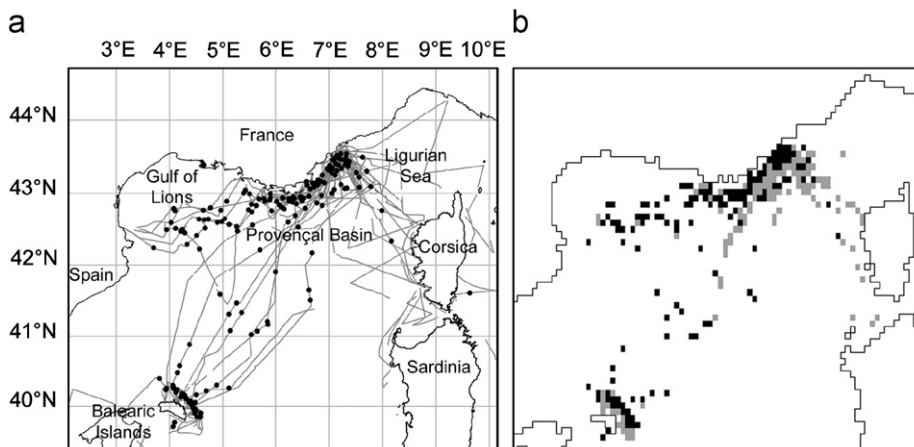 a
b
3°E 4°E 5°E 6°E 7°E 8°E 9°E 10°E
44°N
43°N
42°N
41°N
40°N
France
Gulf of
Lions
Ligurian
Sea
Provençal Basin
Corsica
Spain
Sardinia
Balearic
Islands